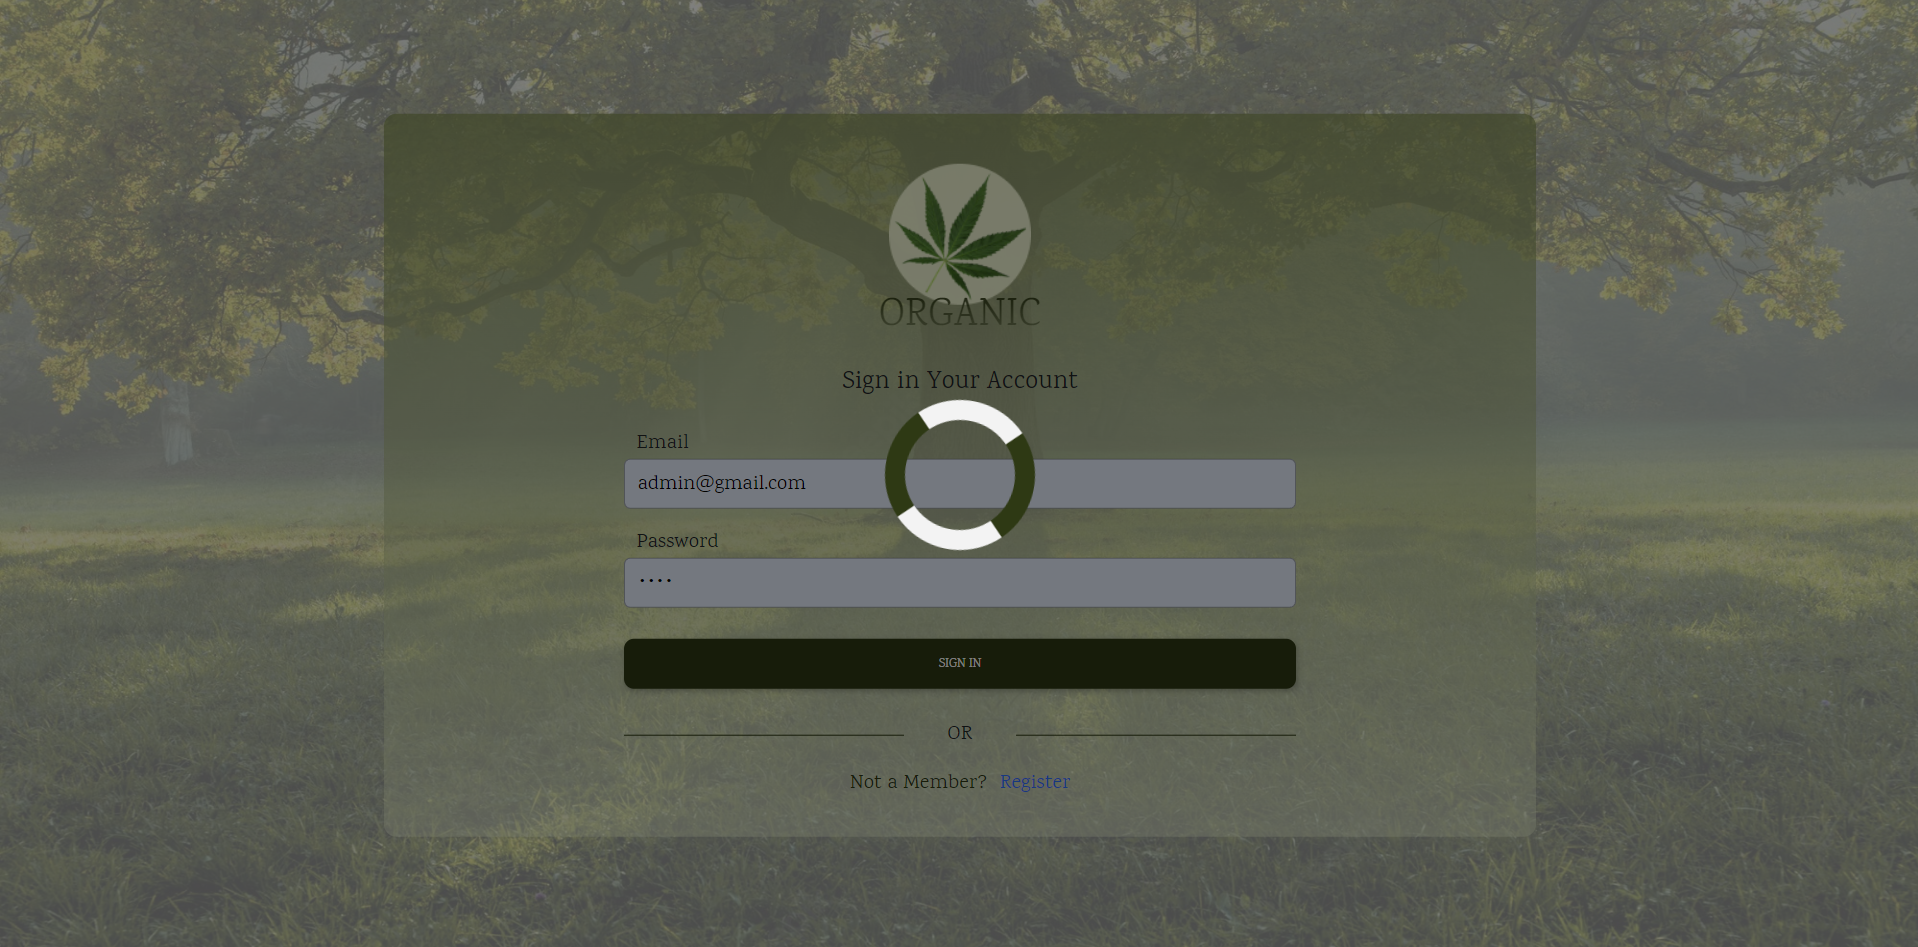 ORGANIC
Sign in Your Account
Email
admin@gmail.com
Password
••••
SIGN IN
OR
Not a Member? Register